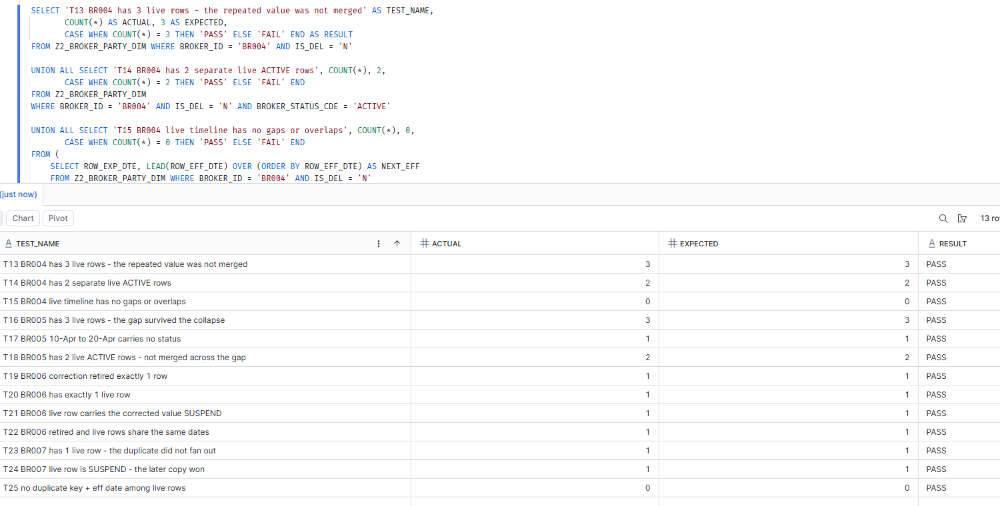 SELECT 'T13 BR004 has 3 live rows - the repeated value was not merged' AS TEST_NAME,
COUNT(*) AS ACTUAL, 3 AS EXPECTED,
CASE WHEN COUNT(*) = 3 THEN 'PASS' ELSE 'FAIL' END AS RESULT
FROM Z2_BROKER_PARTY_DIM WHERE BROKER_ID = 'BR004' AND IS_DEL = 'N'
UNION ALL SELECT 'T14 BR004 has 2 separate live ACTIVE rows', COUNT(*), 2,
CASE WHEN COUNT(*) = 2 THEN 'PASS' ELSE 'FAIL' END
FROM Z2_BROKER_PARTY_DIM
WHERE BROKER_ID = 'BR004' AND IS_DEL = 'N' AND BROKER_STATUS_CDE = 'ACTIVE'
UNION ALL SELECT 'T15 BR004 live timeline has no gaps or overlaps', COUNT(*), 0,
CASE WHEN COUNT(*) = 0 THEN 'PASS' ELSE 'FAIL' END
FROM (
SELECT ROW_EXP_DTE, LEAD(ROW_EFF_DTE) OVER (ORDER BY ROW_EFF_DTE) AS NEXT_EFF
FROM Z2_BROKER_PARTY_DIM WHERE BROKER_ID = 'BR004' AND IS_DEL = 'N'
(just now)
Chart Pivot 13 ro
A TEST_NAME # ACTUAL # EXPECTED A RESULT
T13 BR004 has 3 live rows - the repeated value was not merged 3 3 PASS
T14 BR004 has 2 separate live ACTIVE rows 2 2 PASS
T15 BR004 live timeline has no gaps or overlaps 0 0 PASS
T16 BR005 has 3 live rows - the gap survived the collapse 3 3 PASS
T17 BR005 10-Apr to 20-Apr carries no status 1 1 PASS
T18 BR005 has 2 live ACTIVE rows - not merged across the gap 2 2 PASS
T19 BR006 correction retired exactly 1 row 1 1 PASS
T20 BR006 has exactly 1 live row 1 1 PASS
T21 BR006 live row carries the corrected value SUSPEND 1 1 PASS
T22 BR006 retired and live rows share the same dates 1 1 PASS
T23 BR007 has 1 live row - the duplicate did not fan out 1 1 PASS
T24 BR007 live row is SUSPEND - the later copy won 1 1 PASS
T25 no duplicate key + eff date among live rows 0 0 PASS